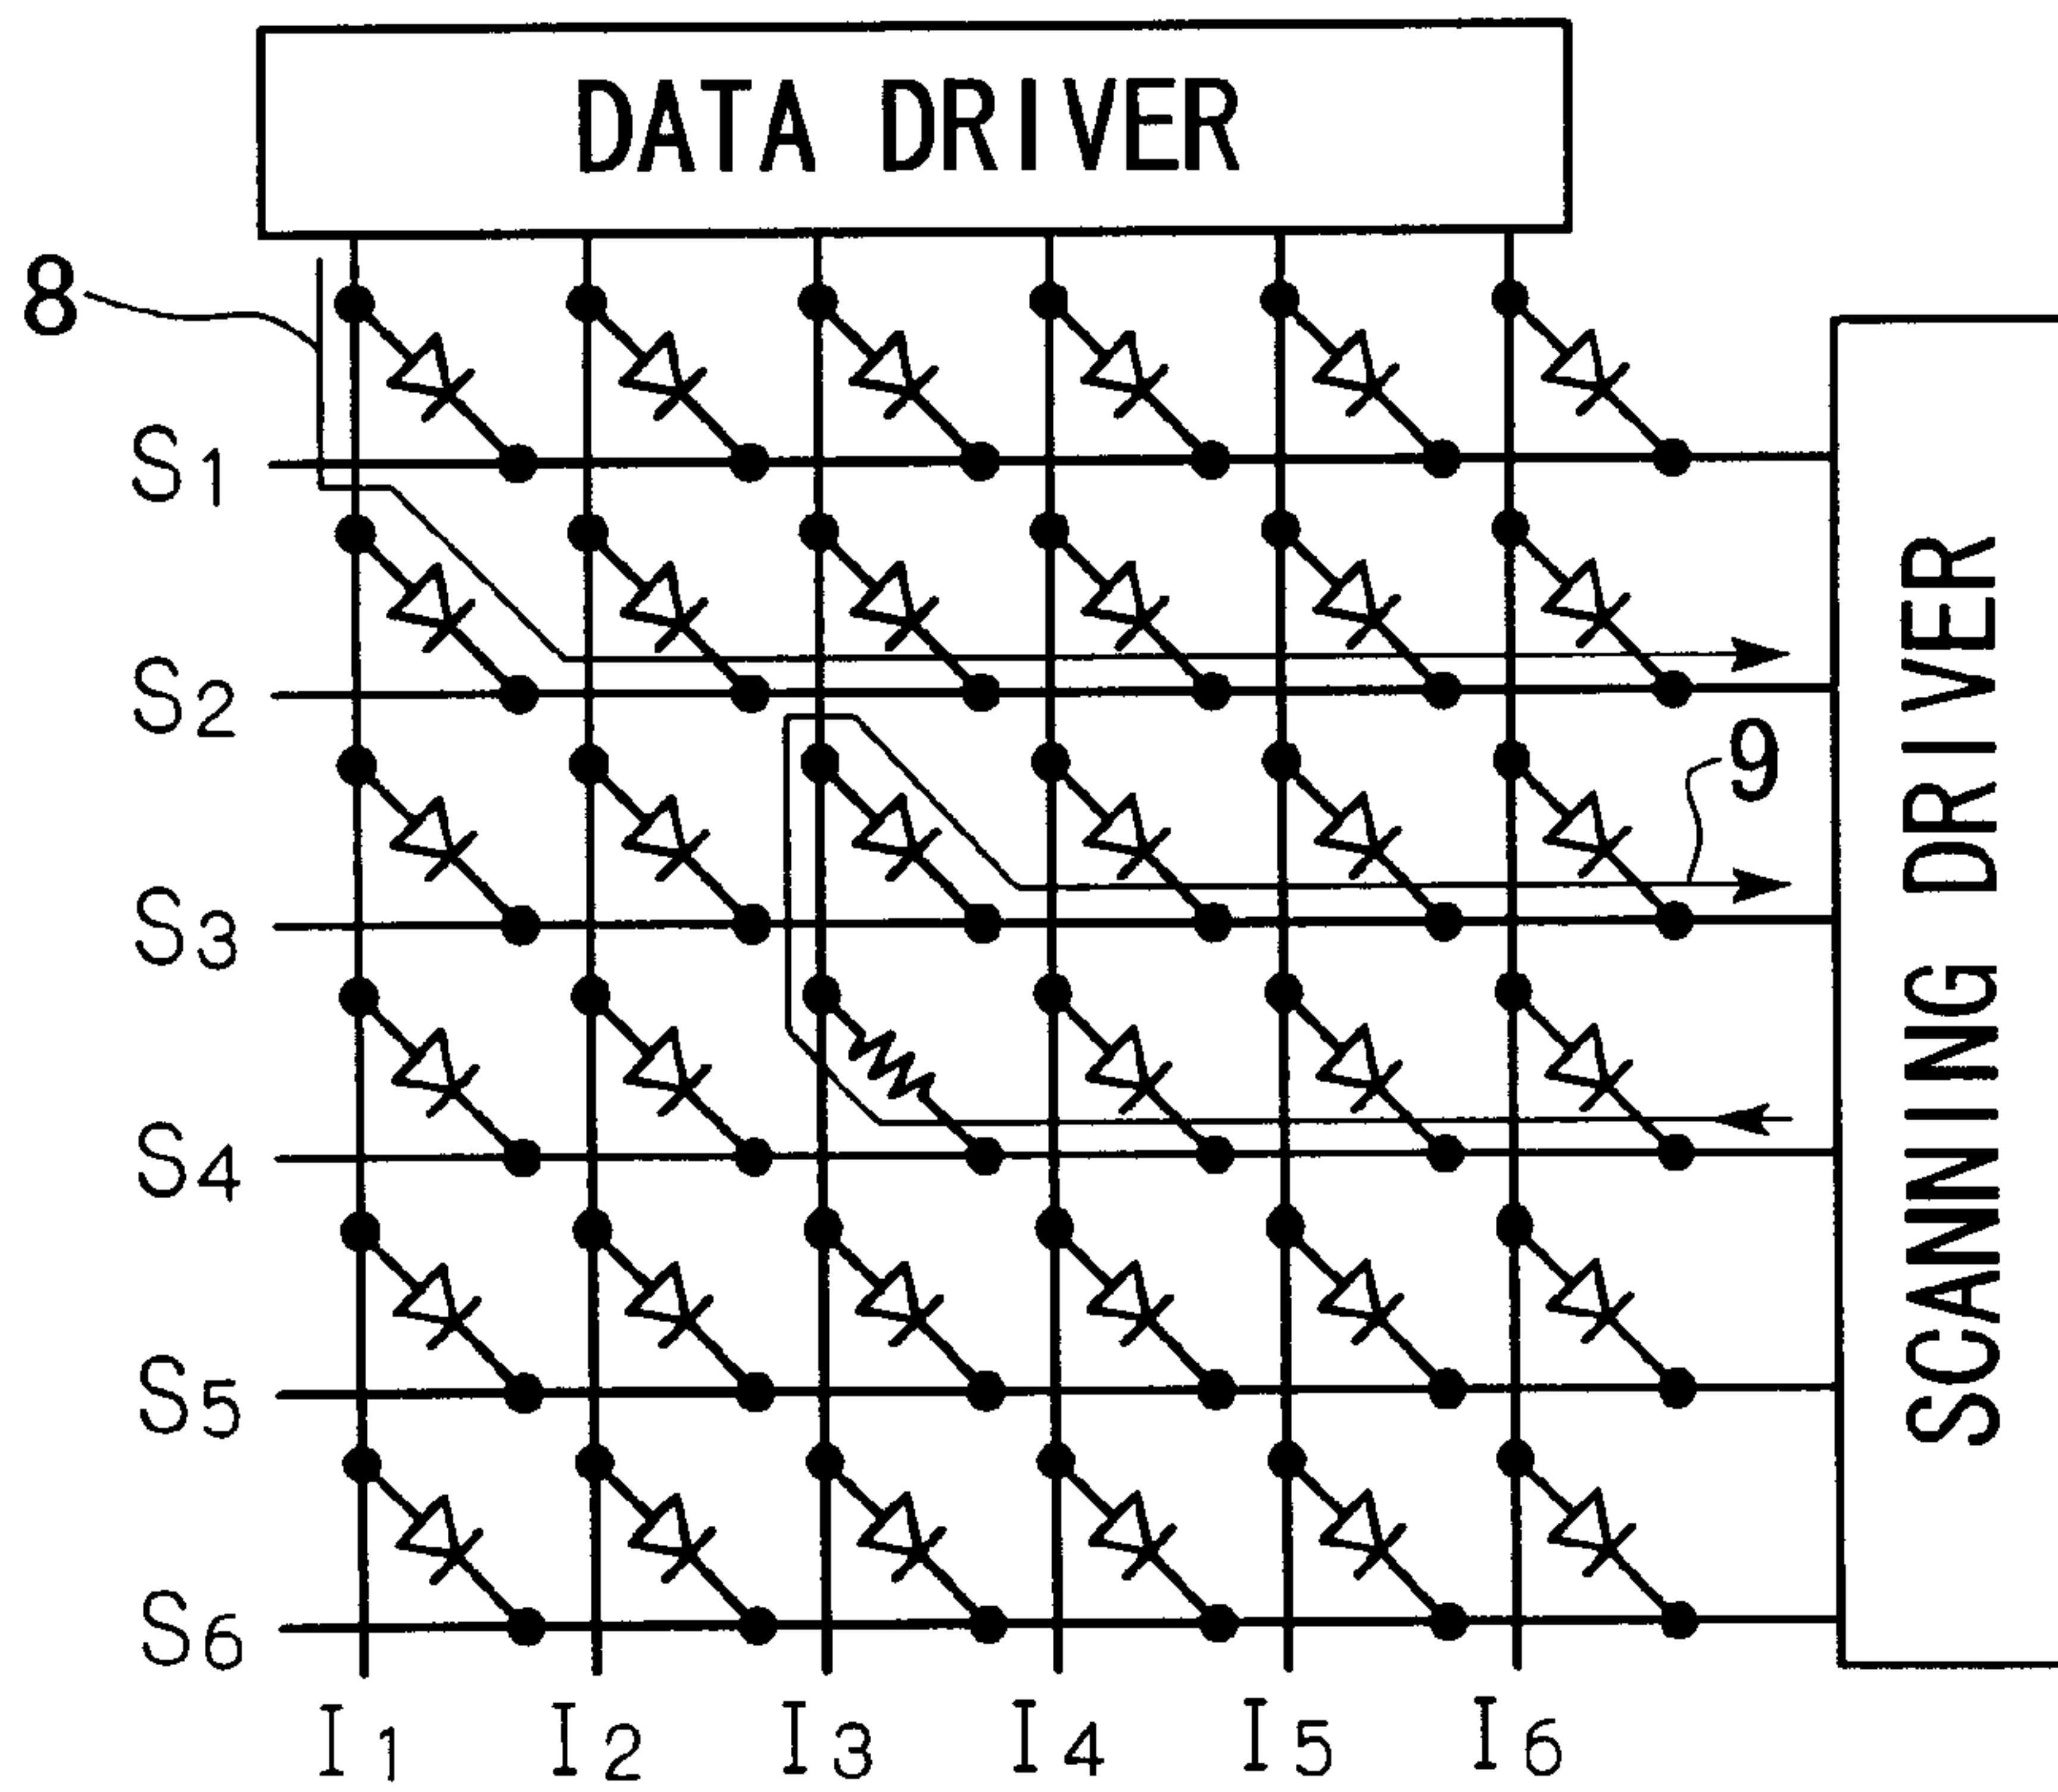 DATA DRIVER
8
S1
S2
9
S3
S4
S5
S6
SCANNING DRIVER
I1 I2 I3 I4 I5 I6